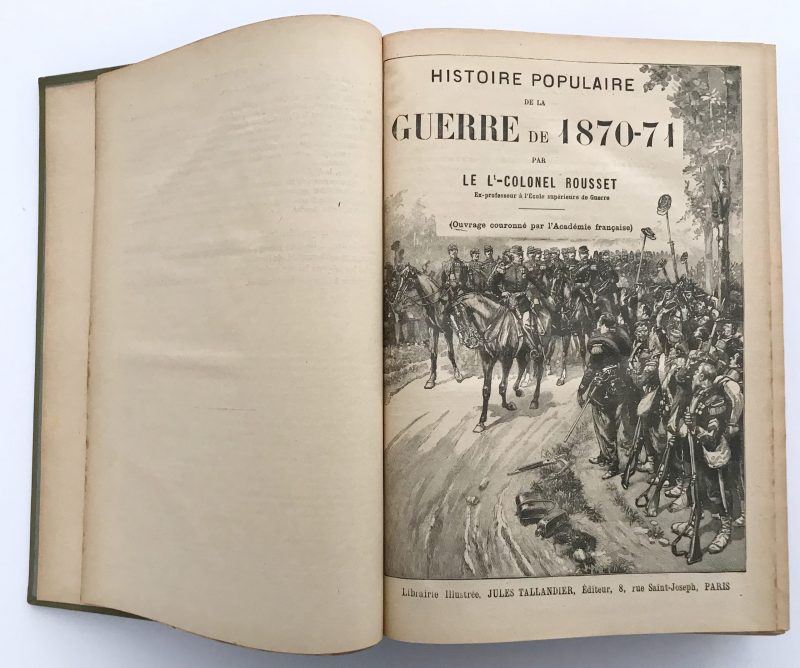 HISTOIRE POPULAIRE
DE LA
GUERRE DE 1870-71
PAR
LE Lt-COLONEL ROUSSET
Ex-professeur à l'École supérieure de Guerre
(Ouvrage couronné par l'Académie française)
Librairie Illustrée, JULES TALLANDIER, Éditeur, 8, rue Saint-Joseph, PARIS